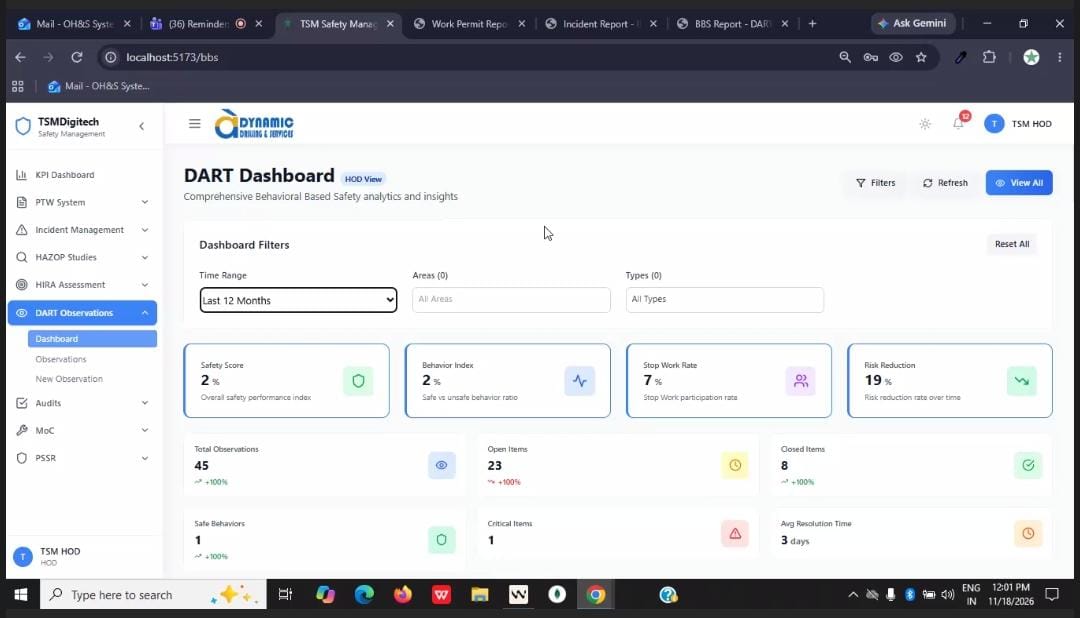 Mail - OH&S Syste
(36) Reminder
TSM Safety Manag
Work Permit Repo
Incident Report - I
BBS Report - DAR
Ask Gemini
localhost:5173/bbs
Mail - OH&S Syste...
TSMDigitech
Safety Management
DYNAMIC
DRILLING & SERVICES
12
T
TSM HOD
KPI Dashboard
PTW System
Incident Management
HAZOP Studies
HIRA Assessment
DART Observations
Dashboard
Observations
New Observation
Audits
MoC
PSSR
T
TSM HOD
HOD
DART Dashboard
HOD View
Comprehensive Behavioral Based Safety analytics and insights
Filters
Refresh
View All
Dashboard Filters
Reset All
Time Range
Areas (0)
Types (0)
Last 12 Months
All Areas
All Types
Safety Score
2 %
Overall safety performance index
Behavior Index
2 %
Safe vs unsafe behavior ratio
Stop Work Rate
7 %
Stop Work participation rate
Risk Reduction
19 %
Risk reduction rate over time
Total Observations
45
+100%
Open Items
23
+100%
Closed Items
8
+100%
Safe Behaviors
1
+100%
Critical Items
1
Avg Resolution Time
3 days
Type here to search
ENG
IN
12:01 PM
11/18/2026